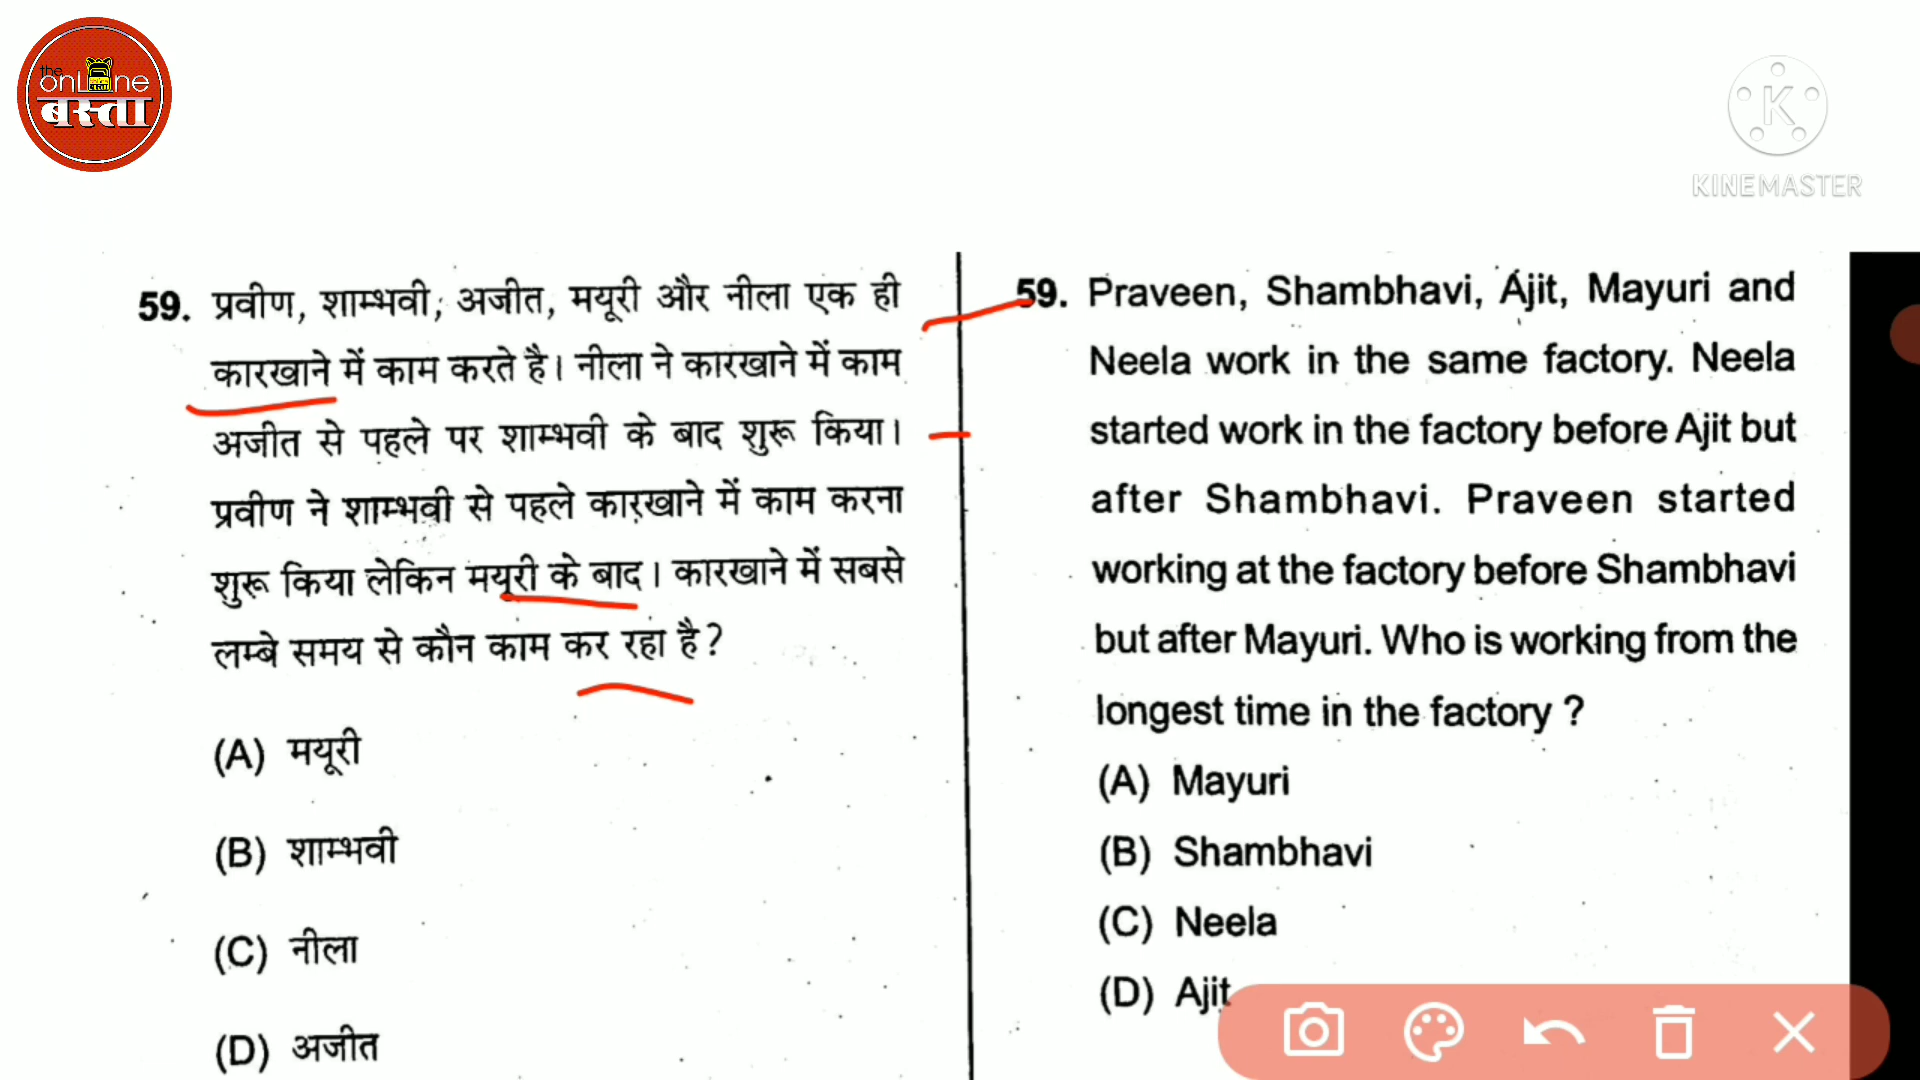 the
onLine
बस्ता
KINEMASTER
59. प्रवीण, शाम्भवी, अजीत, मयूरी और नीला एक ही
कारखाने में काम करते है। नीला ने कारखाने में काम
अजीत से पहले पर शाम्भवी के बाद शुरू किया।
प्रवीण ने शाम्भवी से पहले कारखाने में काम करना
शुरू किया लेकिन मयूरी के बाद। कारखाने में सबसे
लम्बे समय से कौन काम कर रहा है?
(A) मयूरी
(B) शाम्भवी
(C) नीला
(D) अजीत
59. Praveen, Shambhavi, Ajit, Mayuri and
Neela work in the same factory. Neela
started work in the factory before Ajit but
after Shambhavi. Praveen started
working at the factory before Shambhavi
but after Mayuri. Who is working from the
longest time in the factory ?
(A) Mayuri
(B) Shambhavi
(C) Neela
(D) Ajit